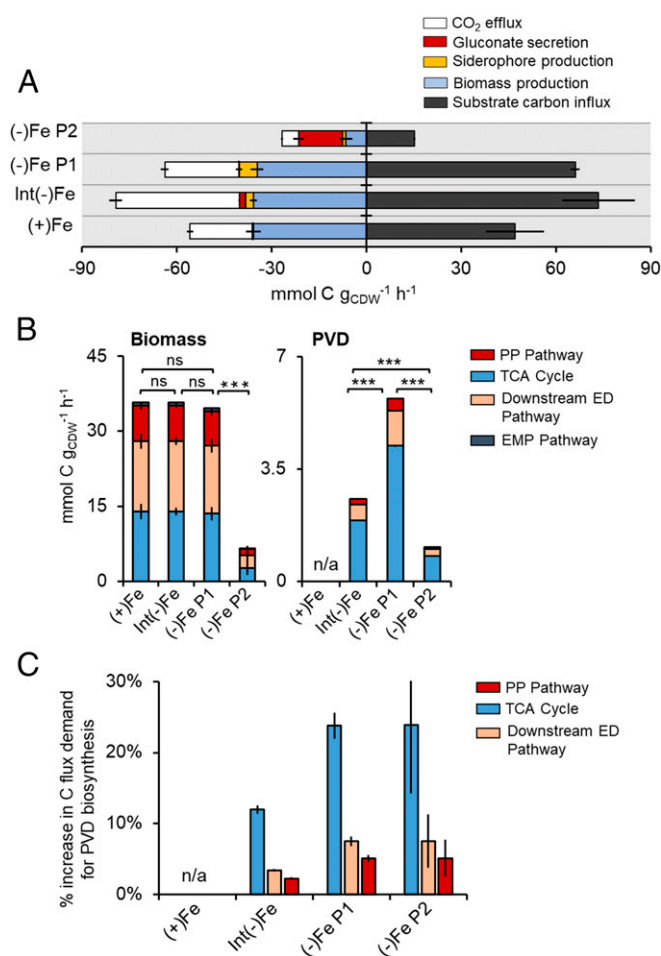 CO₂ efflux
Gluconate secretion
Siderophore production
Biomass production
Substrate carbon influx
A
(-)Fe P2
(-)Fe P1
Int(-)Fe
(+)Fe
-90 -60 -30 0 30 60 90
mmol C g_CDW⁻¹ h⁻¹
B
Biomass PVD
45
30
15
0
mmol C g_CDW⁻¹ h⁻¹
ns
ns ns ***
(+)Fe Int(-)Fe (-)Fe P1 (-)Fe P2
7
3.5
0
***
*** ***
n/a
(+)Fe Int(-)Fe (-)Fe P1 (-)Fe P2
PP Pathway
TCA Cycle
Downstream ED
Pathway
EMP Pathway
C
30%
20%
10%
0%
% increase in C flux demand
for PVD biosynthesis
n/a
(+)Fe Int(-)Fe (-)Fe P1 (-)Fe P2
PP Pathway
TCA Cycle
Downstream ED
Pathway